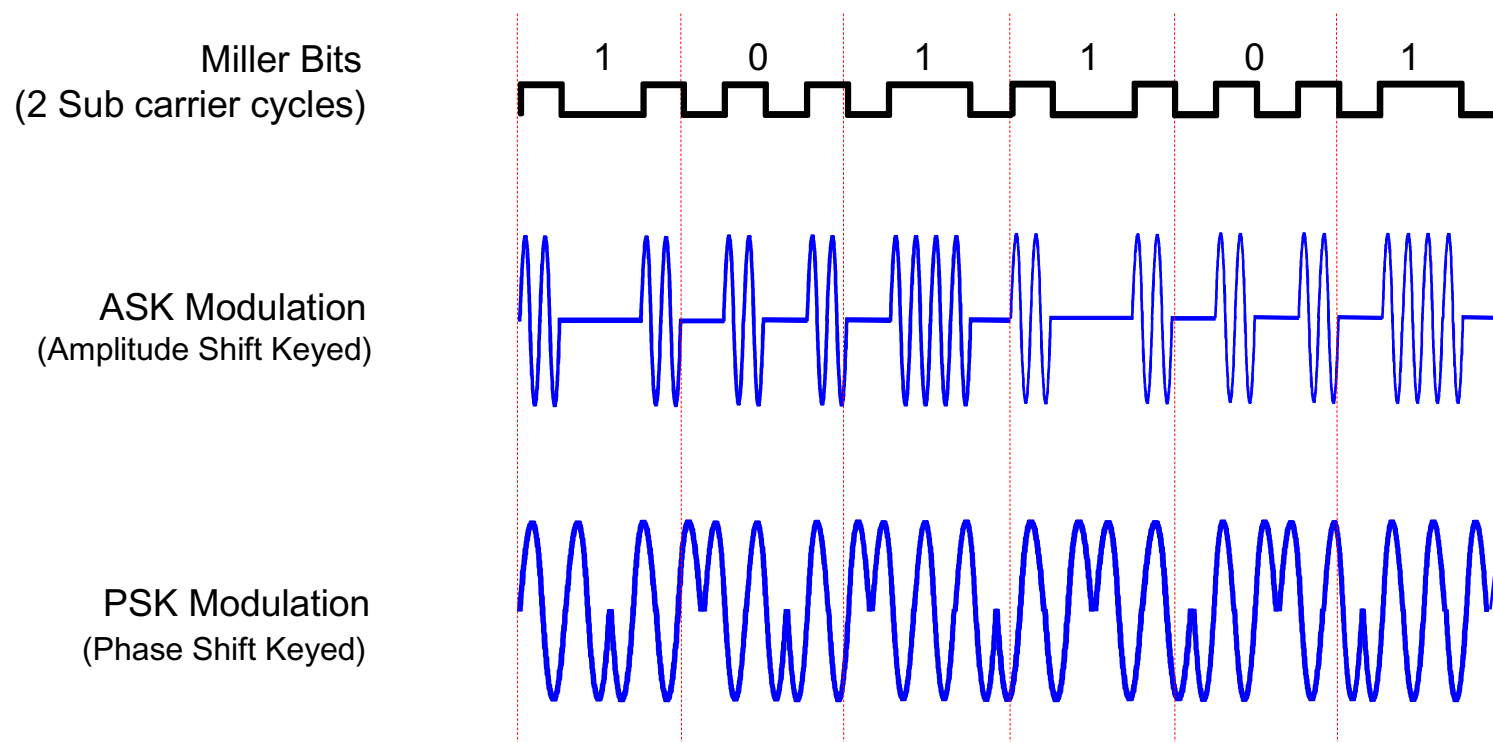 Miller Bits
(2 Sub carrier cycles)
1 0 1 1 0 1
ASK Modulation
(Amplitude Shift Keyed)
PSK Modulation
(Phase Shift Keyed)